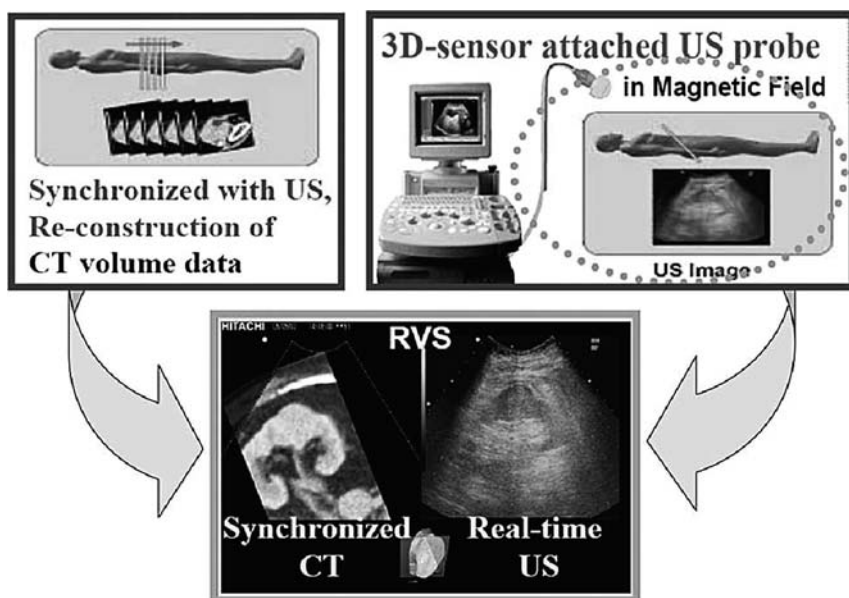 Synchronized with US,
Re-construction of
CT volume data
3D-sensor attached US probe
in Magnetic Field
US Image
HITACHI
RVS
Synchronized
CT
Real-time
US